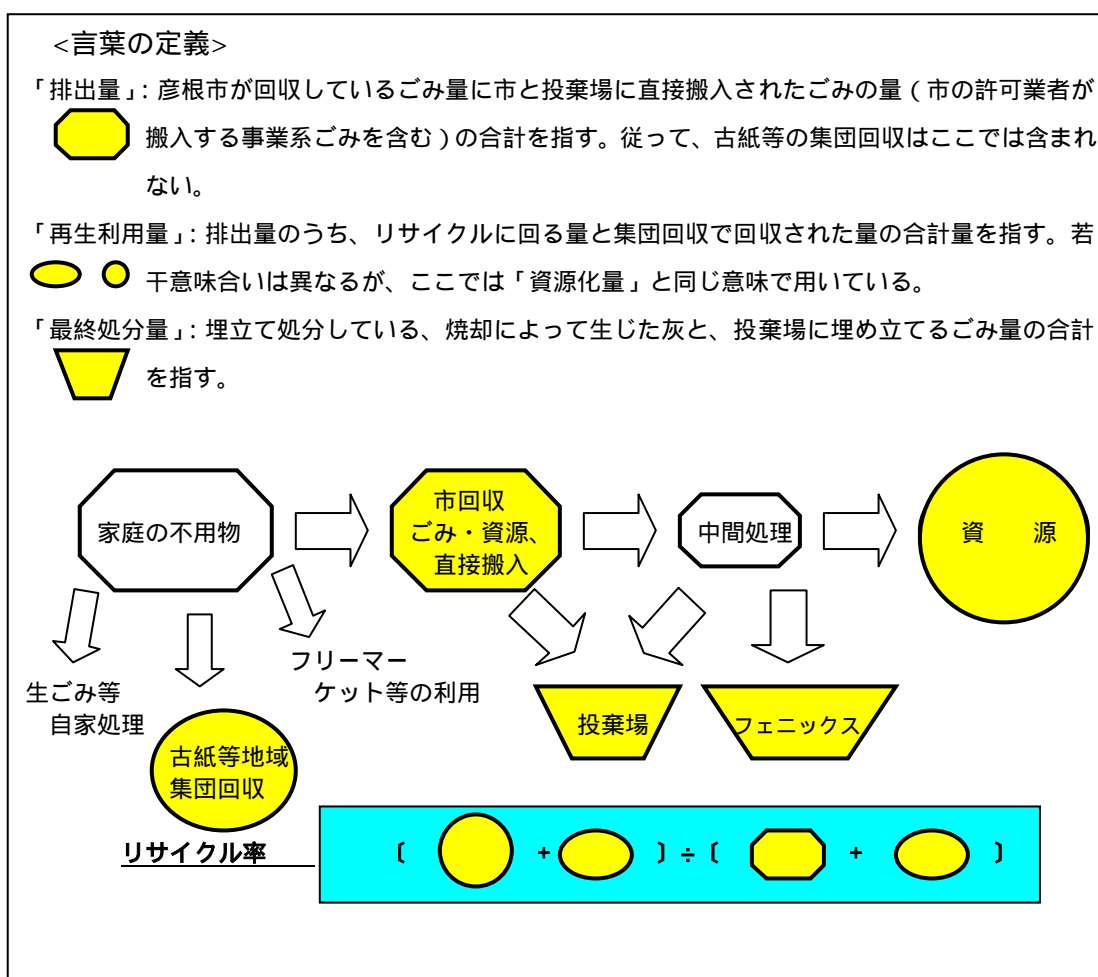 <言葉の定義>
「排出量」：彦根市が回収しているごみ量に市と投棄場に直接搬入されたごみの量（市の許可業者が
搬入する事業系ごみを含む）の合計を指す。従って、古紙等の集団回収はここでは含まれ
ない。
「再生利用量」：排出量のうち、リサイクルに回る量と集団回収で回収された量の合計量を指す。若
干意味合いは異なるが、ここでは「資源化量」と同じ意味で用いている。
「最終処分量」：埋立て処分している、焼却によって生じた灰と、投棄場に埋め立てるごみ量の合計
を指す。
家庭の不用物
市回収
ごみ・資源、
直接搬入
中間処理
資　源
生ごみ等
自家処理
フリーマー
ケット等の利用
古紙等地域
集団回収
投棄場
フェニックス
リサイクル率
〔 + 〕÷〔 + 〕